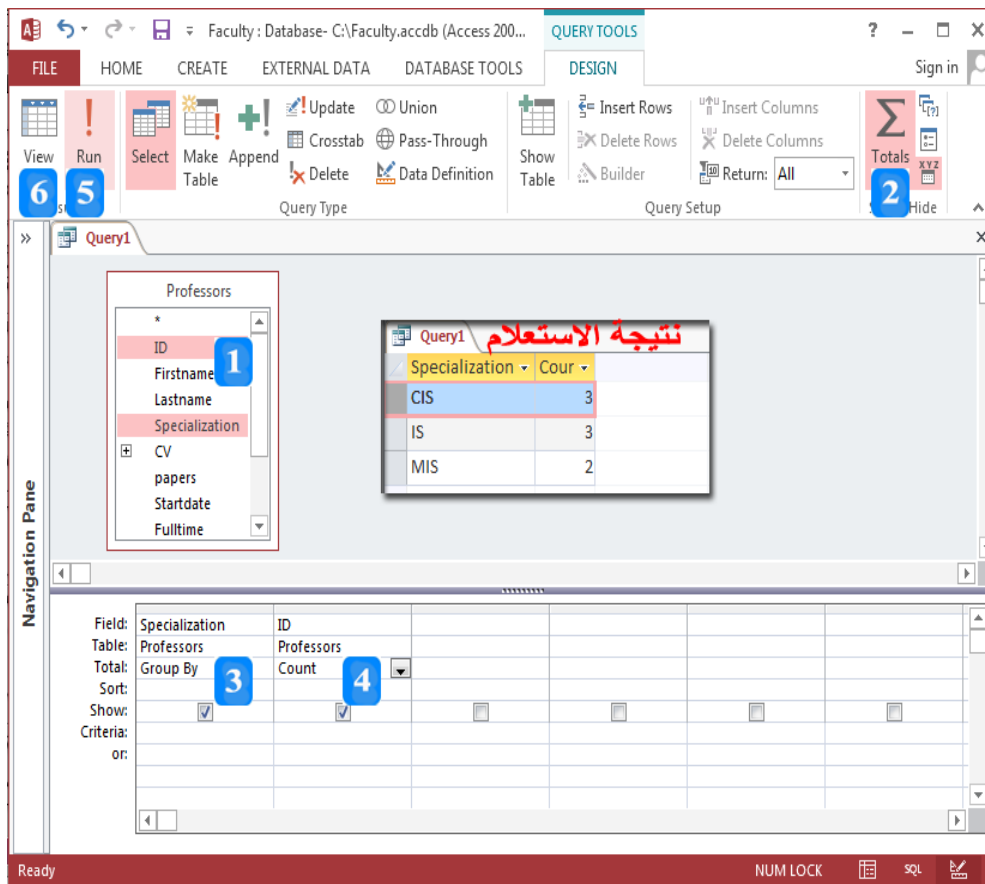 Faculty : Database- C:\Faculty.accdb (Access 200... QUERY TOOLS ?
FILE HOME CREATE EXTERNAL DATA DATABASE TOOLS DESIGN Sign in
View Run Select Make Table Append
Update Union
Crosstab Pass-Through
Delete Data Definition
Show Table
Insert Rows Insert Columns
Delete Rows Delete Columns
Builder Return: All
Totals
XYZ
6 5 2
Query Type Query Setup Hide
» Query1
Navigation Pane
Professors
*
ID
1
Firstname
Lastname
Specialization
CV
papers
Startdate
Fulltime
Query1 نتيجة الاستعلام
Specialization Cour
CIS 3
IS 3
MIS 2
Field: Specialization ID
Table: Professors Professors
Total: Group By 3 Count 4
Sort:
Show:
Criteria:
or:
Ready NUM LOCK SQL